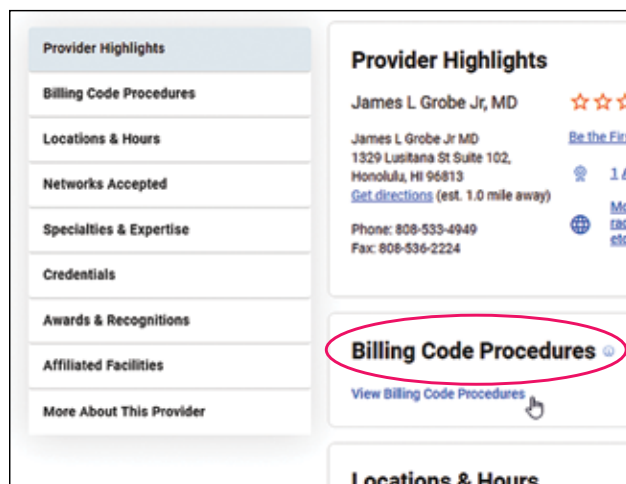 Provider Highlights
Billing Code Procedures
Locations & Hours
Networks Accepted
Specialties & Expertise
Credentials
Awards & Recognitions
Affiliated Facilities
More About This Provider
Provider Highlights
James L Grobe Jr, MD
James L Grobe Jr MD
1329 Lusitana St Suite 102,
Honolulu, HI 96813
Get directions (est. 1.0 mile away)
Phone: 808-533-4949
Fax: 808-536-2224
Be the Fir
1
Mo
rac
etc
Billing Code Procedures
View Billing Code Procedures
Locations & Hours